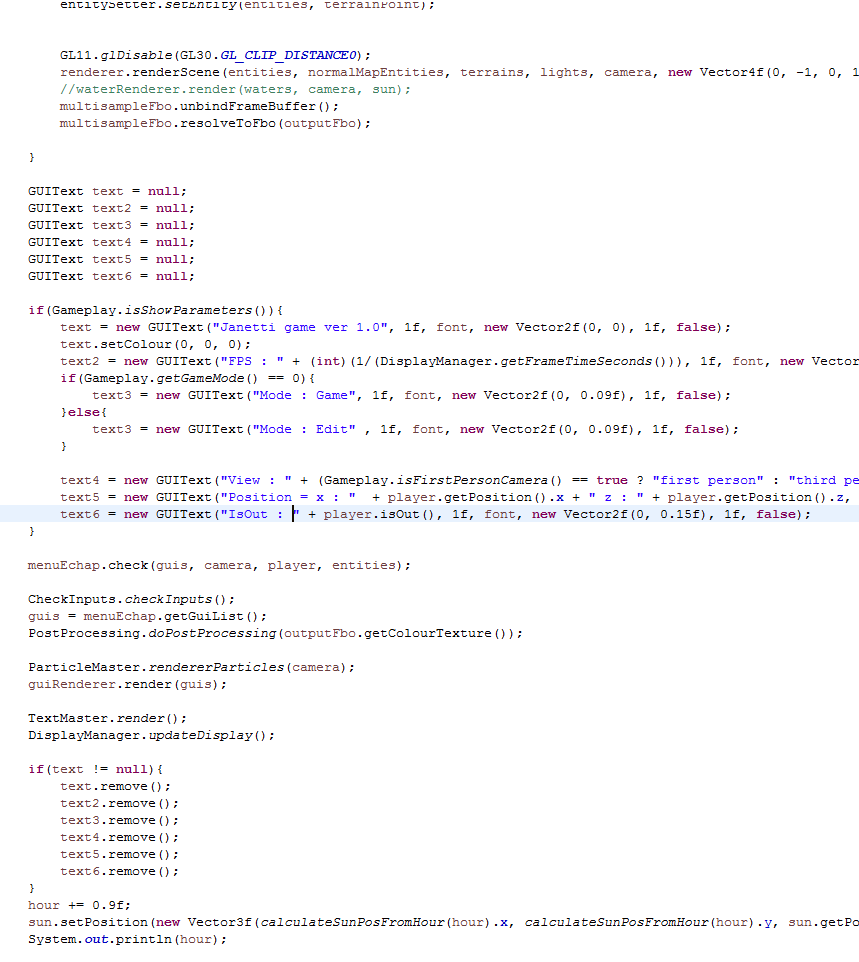 entitySetter.setEntity(entities, terrainPoint);
GL11.glDisable(GL30.GL_CLIP_DISTANCE0);
renderer.renderScene(entities, normalMapEntities, terrains, lights, camera, new Vector4f(0, -1, 0, 1
//waterRenderer.render(waters, camera, sun);
multisampleFbo.unbindFrameBuffer();
multisampleFbo.resolveToFbo(outputFbo);
}
GUIText text = null;
GUIText text2 = null;
GUIText text3 = null;
GUIText text4 = null;
GUIText text5 = null;
GUIText text6 = null;
if(Gameplay.isShowParameters()){
text = new GUIText("Janetti game ver 1.0", 1f, font, new Vector2f(0, 0), 1f, false);
text.setColour(0, 0, 0);
text2 = new GUIText("FPS : " + (int)(1/(DisplayManager.getFrameTimeSeconds())), 1f, font, new Vector
if(Gameplay.getGameMode() == 0){
text3 = new GUIText("Mode : Game", 1f, font, new Vector2f(0, 0.09f), 1f, false);
}else{
text3 = new GUIText("Mode : Edit" , 1f, font, new Vector2f(0, 0.09f), 1f, false);
}
text4 = new GUIText("View : " + (Gameplay.isFirstPersonCamera() == true ? "first person" : "third pe
text5 = new GUIText("Position = x : "  + player.getPosition().x + " z : " + player.getPosition().z,
text6 = new GUIText("IsOut : " + player.isOut(), 1f, font, new Vector2f(0, 0.15f), 1f, false);
}
menuEchap.check(guis, camera, player, entities);
CheckInputs.checkInputs();
guis = menuEchap.getGuiList();
PostProcessing.doPostProcessing(outputFbo.getColourTexture());
ParticleMaster.rendererParticles(camera);
guiRenderer.render(guis);
TextMaster.render();
DisplayManager.updateDisplay();
if(text != null){
text.remove();
text2.remove();
text3.remove();
text4.remove();
text5.remove();
text6.remove();
}
hour += 0.9f;
sun.setPosition(new Vector3f(calculateSunPosFromHour(hour).x, calculateSunPosFromHour(hour).y, sun.getPo
System.out.println(hour);